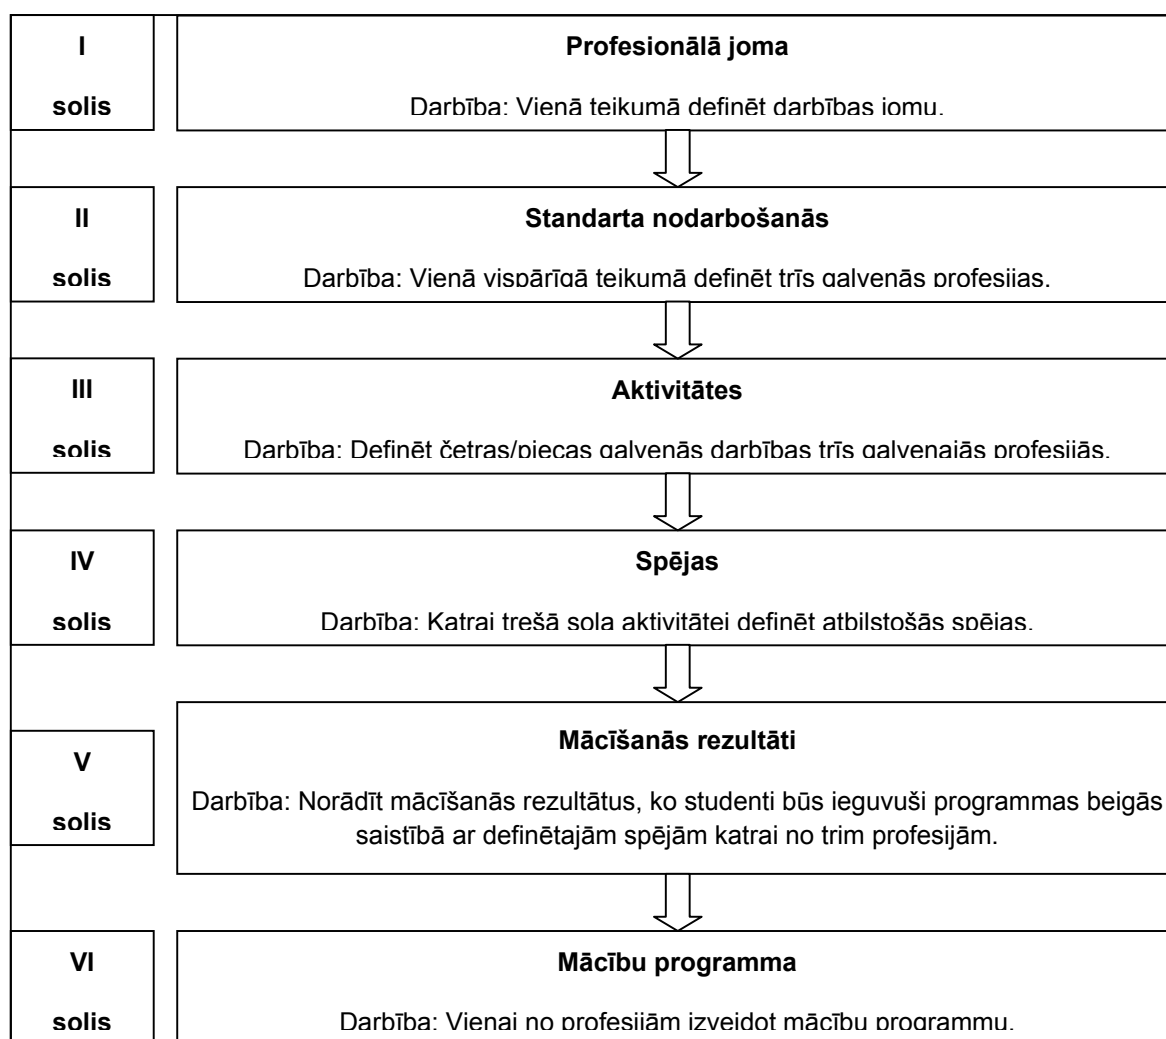 I
solis
Profesionālā joma
Darbība: Vienā teikumā definēt darbības jomu.
II
solis
Standarta nodarbošanās
Darbība: Vienā vispārīgā teikumā definēt trīs galvenās profesijas.
III
solis
Aktivitātes
Darbība: Definēt četras/piecas galvenās darbības trīs galvenajās profesijās.
IV
solis
Spējas
Darbība: Katrai trešā soļa aktivitātei definēt atbilstošās spējas.
V
solis
Mācīšanās rezultāti
Darbība: Norādīt mācīšanās rezultātus, ko studenti būs ieguvuši programmas beigās
saistībā ar definētajām spējām katrai no trim profesijām.
VI
solis
Mācību programma
Darbība: Vienai no profesijām izveidot mācību programmu.